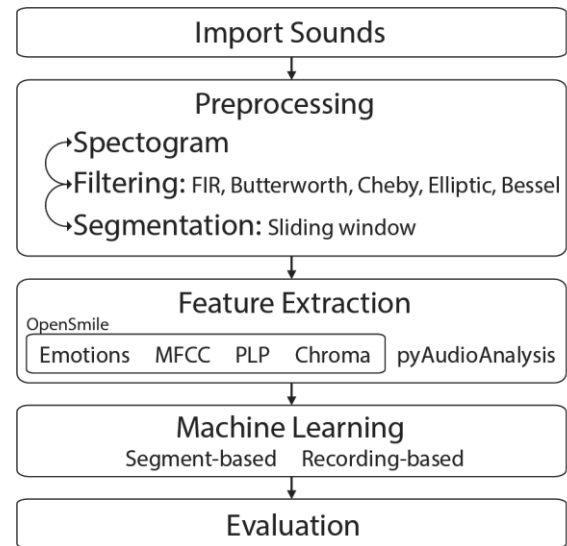 Import Sounds
Preprocessing
Spectogram
Filtering: FIR, Butterworth, Cheby, Elliptic, Bessel
Segmentation: Sliding window
Feature Extraction
OpenSmile
Emotions MFCC PLP Chroma pyAudioAnalysis
Machine Learning
Segment-based Recording-based
Evaluation